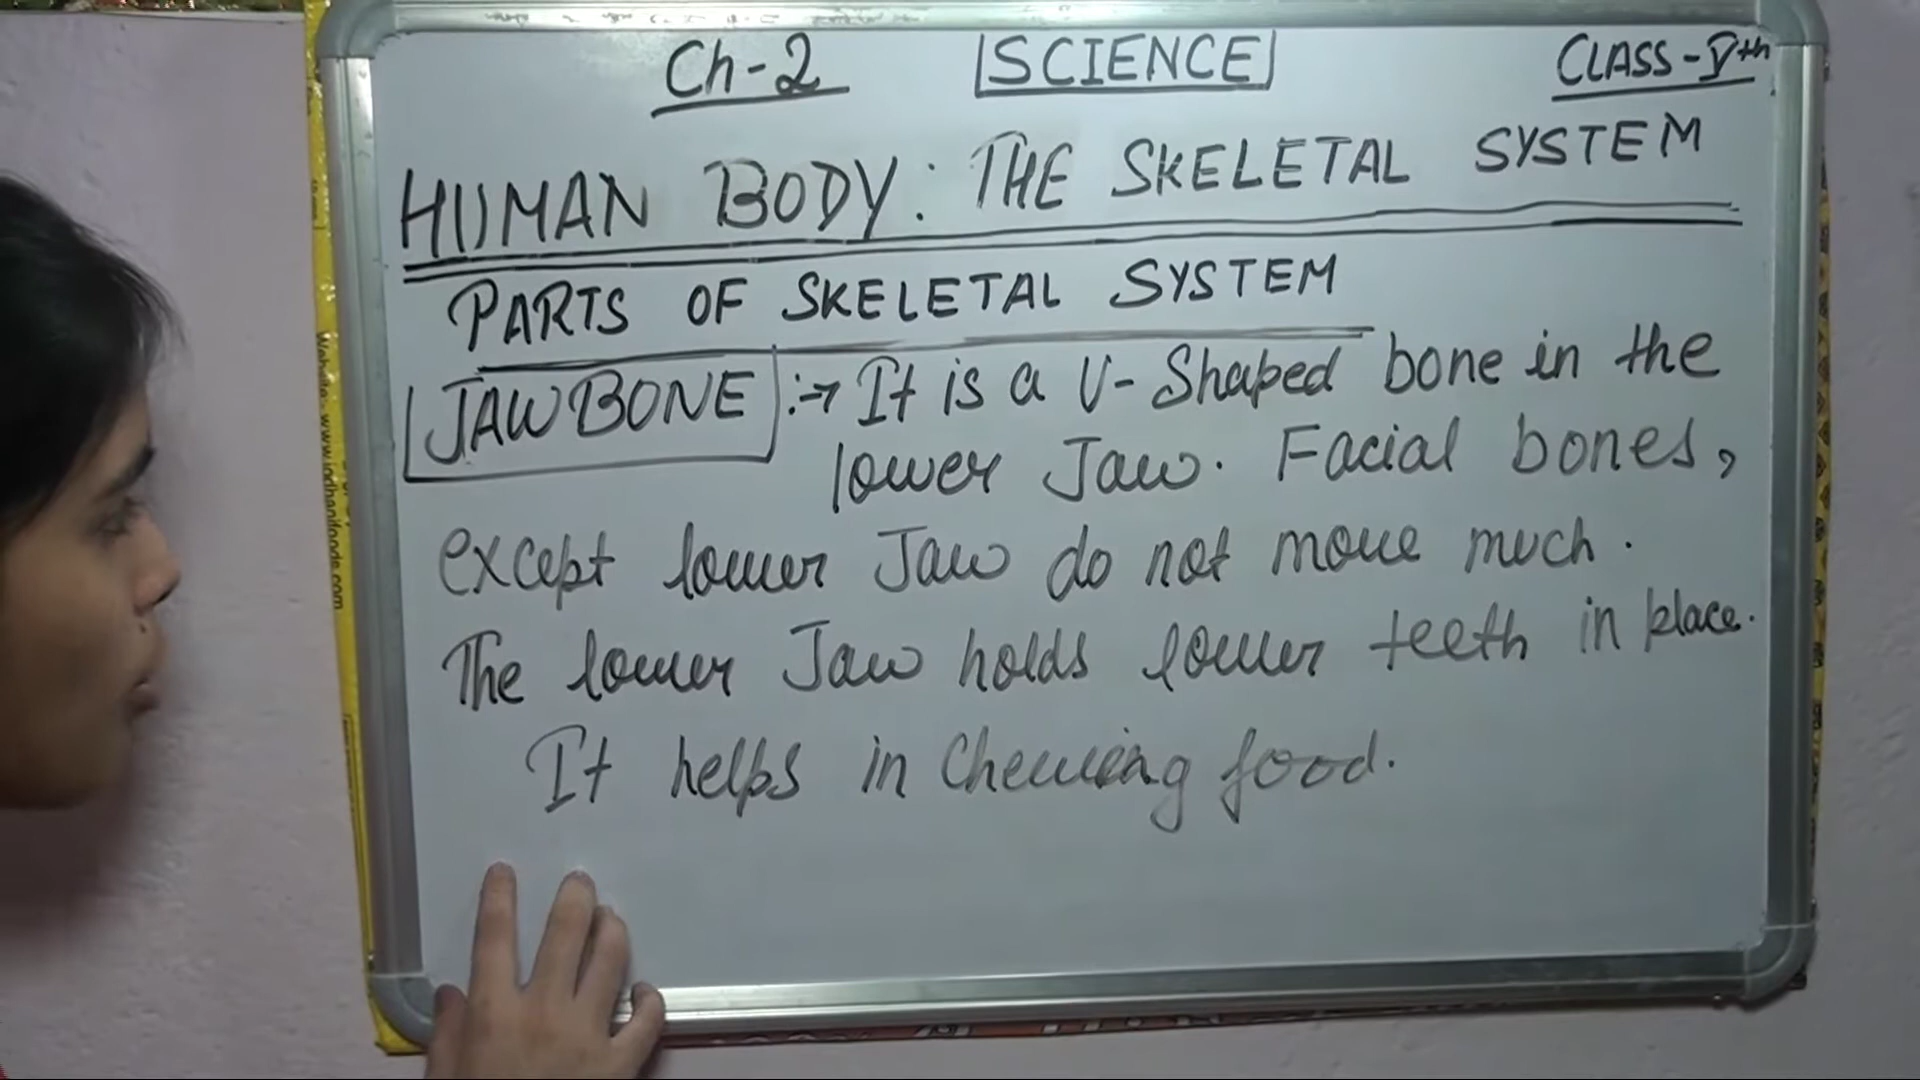 Ch-2 SCIENCE CLASS-Vth
HUMAN BODY: THE SKELETAL SYSTEM
PARTS OF SKELETAL SYSTEM
JAWBONE :→ It is a U-Shaped bone in the
lower Jaw. Facial bones,
except lower Jaw do not move much.
The lower Jaw holds lower teeth in place.
It helps in Chewing food.